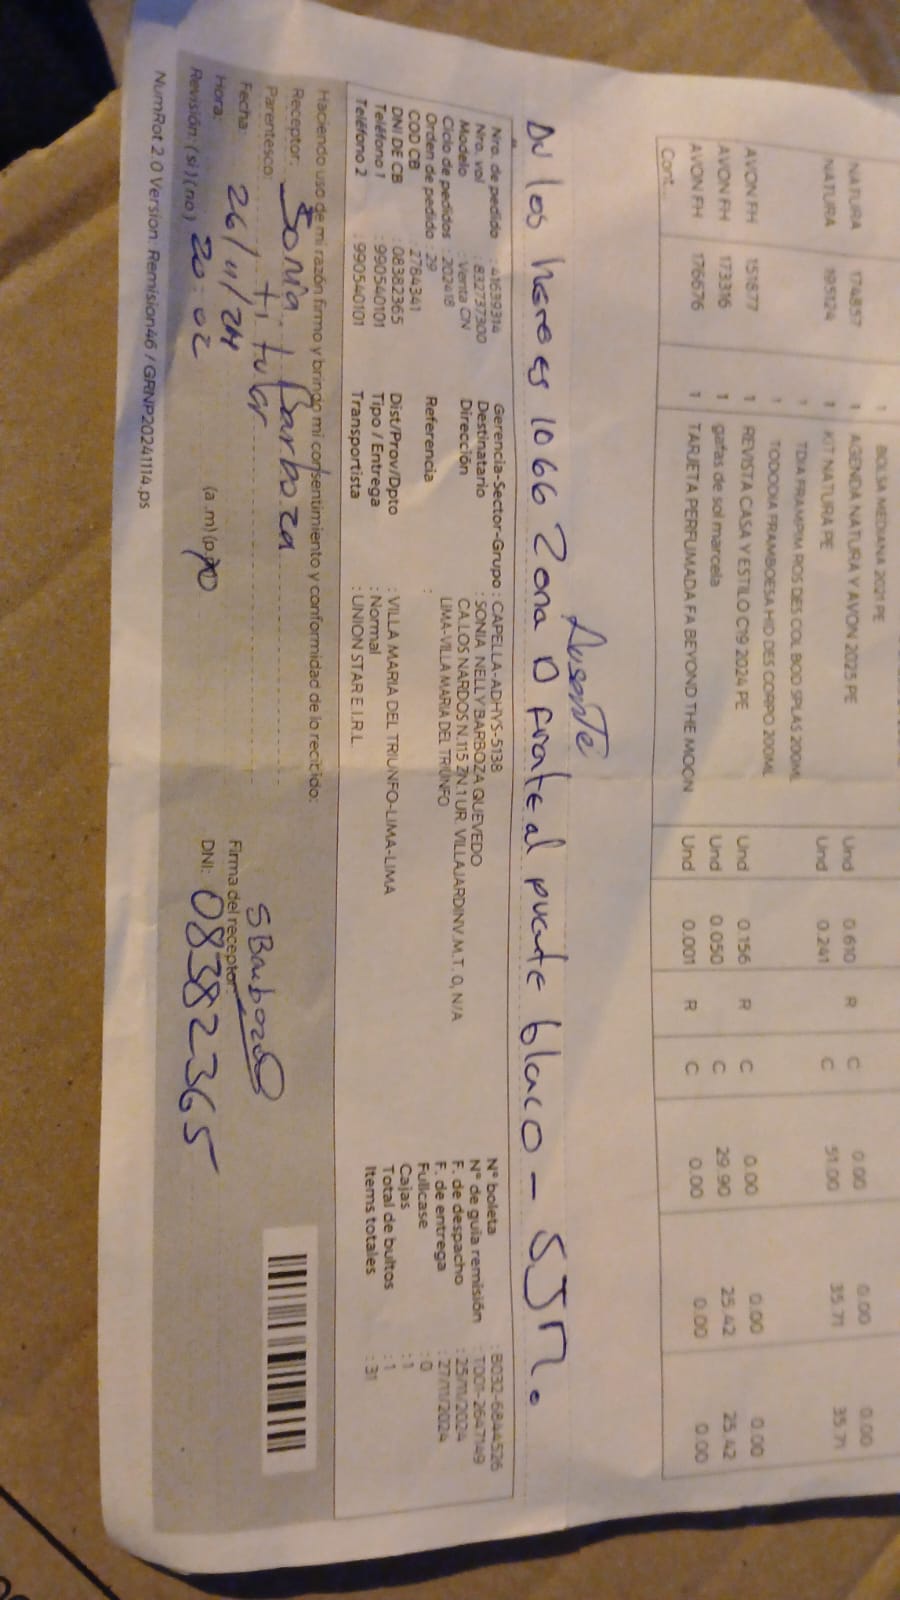 1 BOLSA MEDIANA 2021 PE
NATURA 174857 1 AGENDA NATURA Y AVON 2025 PE Und 0.610 R C 0.00 0.00 0.00
NATURA 195124 1 KIT NATURA PE Und 0.241 C 51.00 35.71 35.71
1 TDIA FRAMPIM ROS DES COL BOD SPLAS 200ML
1 TODODIA FRAMBOESA HID DES CORPO 200ML
AVON FH 151877 1 REVISTA CASA Y ESTILO C19 2024 PE Und 0.156 R C 0.00 0.00 0.00
AVON FH 173316 1 gafas de sol marcela Und 0.050 C 29.90 25.42 25.42
AVON FH 176676 1 TARJETA PERFUMADA FA BEYOND THE MOON Und 0.001 R C 0.00 0.00 0.00
Cont...
Ausente
Av los heroes 1066 Zona D frate al puente blaco - SJM.
Nro. de pedido : 41639314 Gerencia-Sector-Grupo : CAPELLA-ADHYS-5138 N° boleta : B032-6844526
Nro. vol : 832737300 Destinatario : SONIA NELLY BARBOZA QUEVEDO N° de guia remisión : T001-2647149
Modelo : Venta CN Dirección CA.LOS NARDOS N.115 ZN.1 UR. VILLAJARDINV.M.T. 0, N/A F. de despacho : 25/11/2024
Ciclo de pedidos : 202418 LIMA-VILLA MARIA DEL TRIUNFO F. de entrega : 27/11/2024
Orden de pedido : 29 Referencia : Fullcase : 0
COD CB : 2784341 Cajas : 1
DNI DE CB : 08382365 Dist/Prov/Dpto : VILLA MARIA DEL TRIUNFO-LIMA-LIMA Total de bultos : 1
Teléfono 1 : 990540101 Tipo / Entrega : Normal Items totales : 31
Teléfono 2 : 990540101 Transportista : UNION STAR E.I.R.L.
Haciendo uso de mi razón firmo y brindo mi consentimiento y conformidad de lo recibido:
Receptor: Sonia Barboza
Parentesco: titular
Fecha: 26/11/24 SBarboza
Hora: 20:02 (a.m)(p.m) Firma del receptor:
Revisión: (si)(no) DNI: 08382365
NumRot 2.0 Version: Remision46 / GRNP20241114.ps